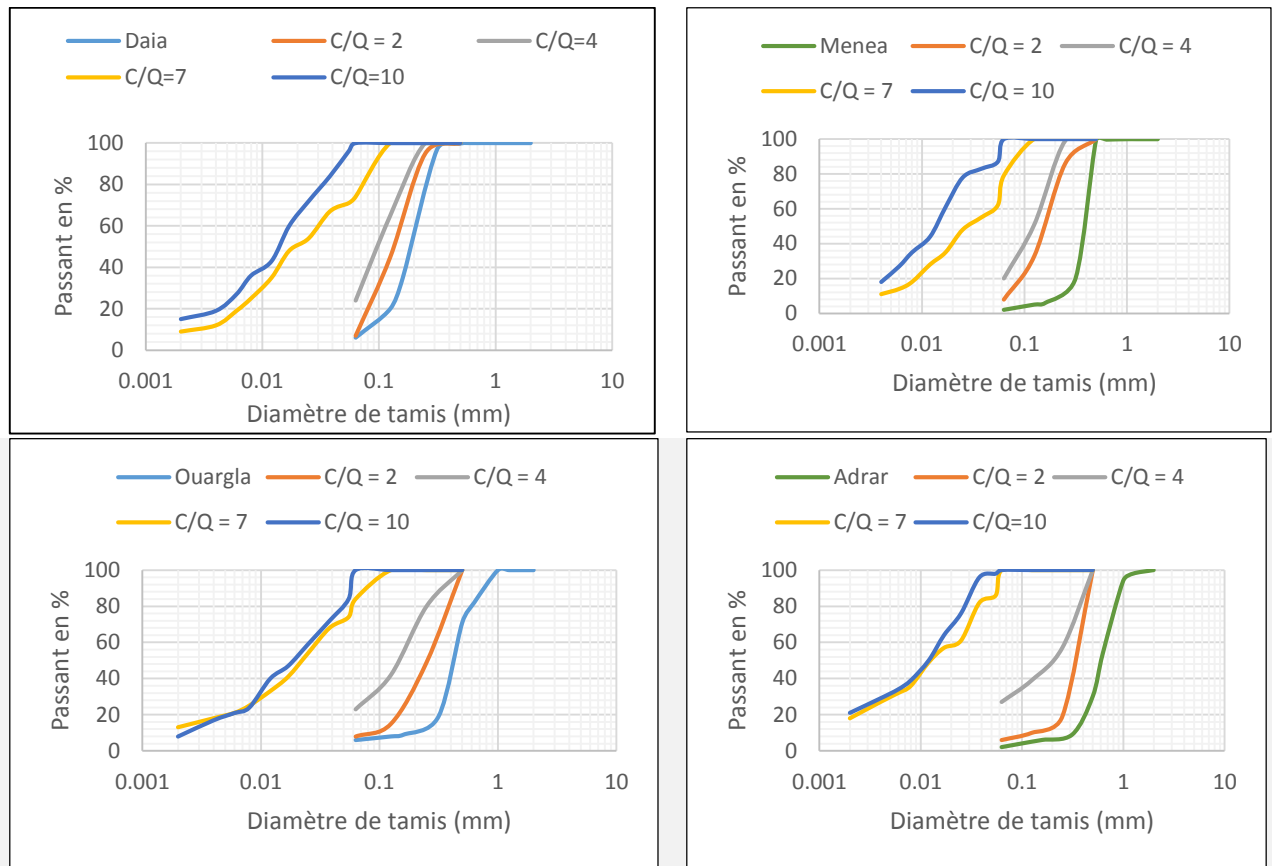 Daia C/Q = 2 C/Q=4
C/Q=7 C/Q=10
Passant en %
100
80
60
40
20
0
0.001 0.01 0.1 1 10
Diamètre de tamis (mm)
Menea C/Q = 2 C/Q = 4
C/Q = 7 C/Q = 10
Passant en %
100
80
60
40
20
0
0.001 0.01 0.1 1 10
Diamètre de tamis (mm)
Ouargla C/Q = 2 C/Q = 4
C/Q = 7 C/Q = 10
Passant en %
100
80
60
40
20
0
0.001 0.01 0.1 1 10
Diamètre de tamis (mm)
Adrar C/Q = 2 C/Q = 4
C/Q = 7 C/Q=10
Passant en %
100
80
60
40
20
0
0.001 0.01 0.1 1 10
Diamètre de tamis (mm)